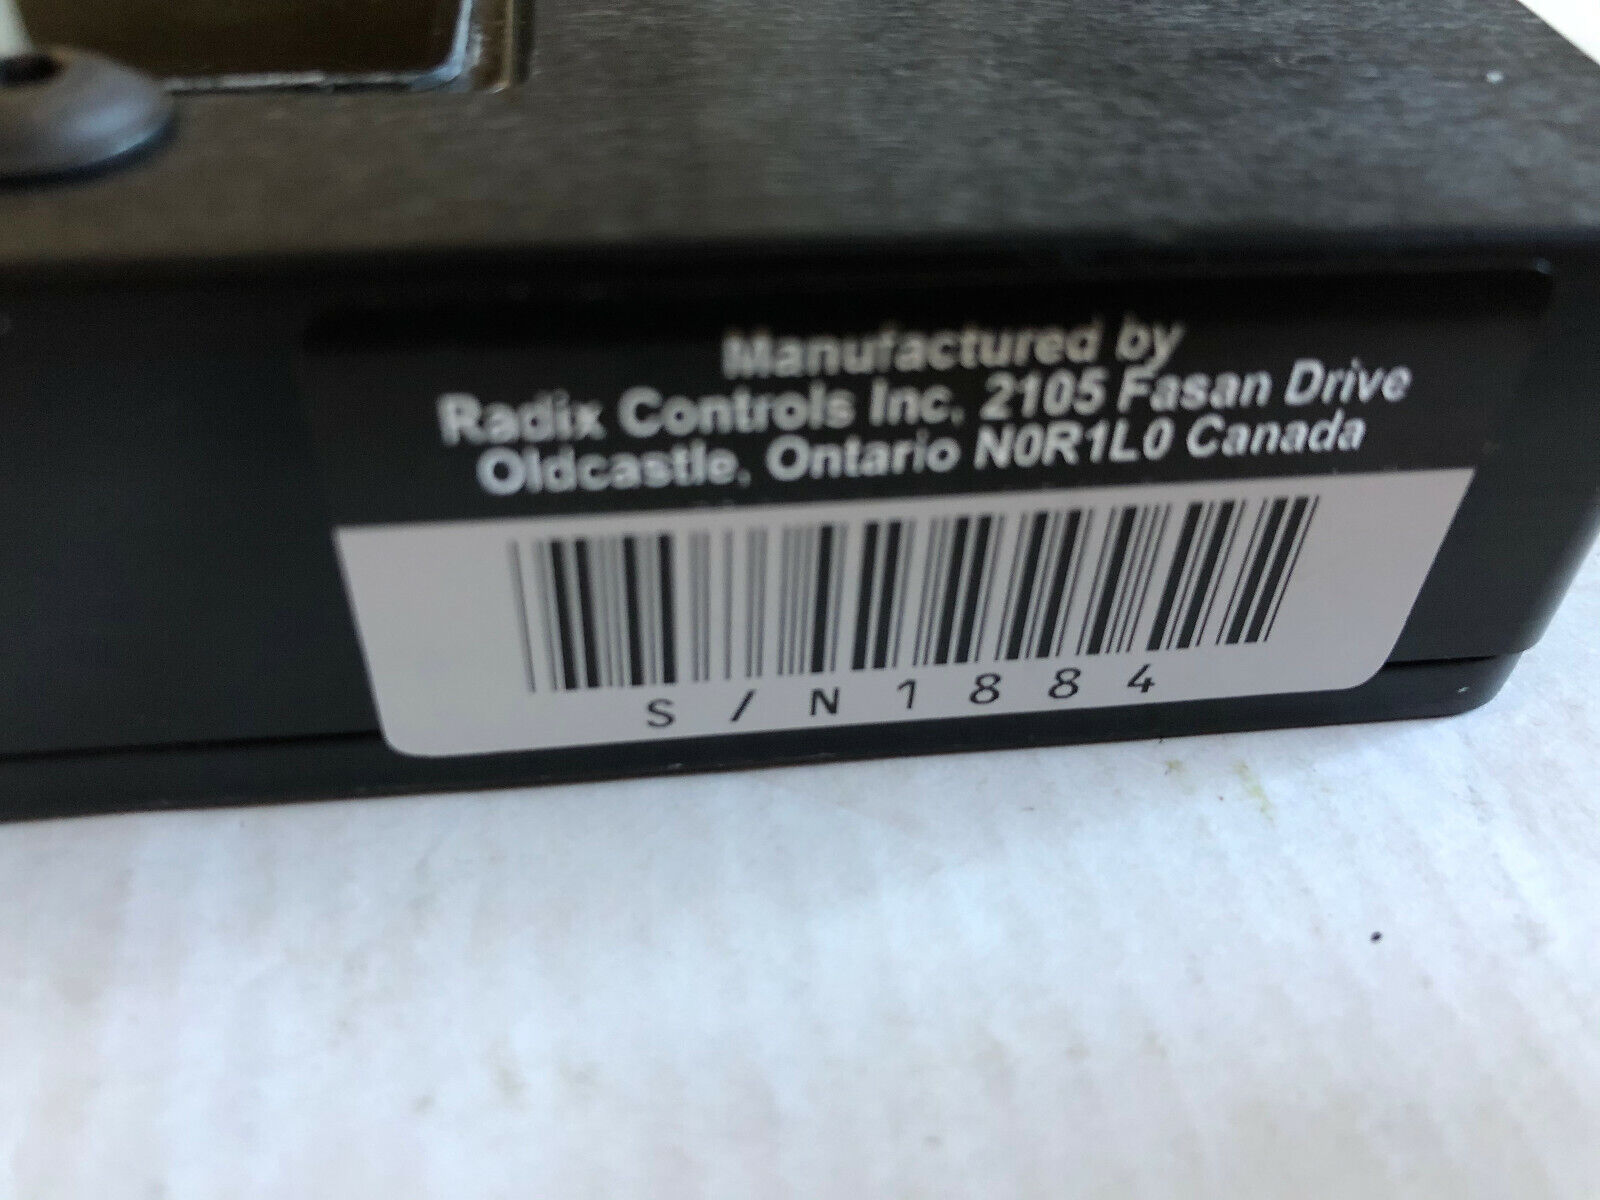 Manufactured by
Radix Controls Inc, 2105 Fasan Drive
Oldcastle, Ontario N0R1L0 Canada
S/N1884